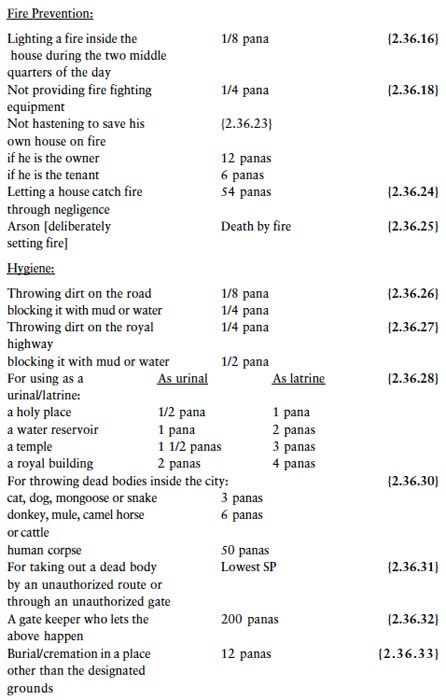 Fire Prevention:
Lighting a fire inside the 1/8 pana {2.36.16}
house during the two middle
quarters of the day
Not providing fire fighting 1/4 pana {2.36.18}
equipment
Not hastening to save his {2.36.23}
own house on fire
if he is the owner 12 panas
if he is the tenant 6 panas
Letting a house catch fire 54 panas {2.36.24}
through negligence
Arson [deliberately Death by fire {2.36.25}
setting fire]
Hygiene:
Throwing dirt on the road 1/8 pana {2.36.26}
blocking it with mud or water 1/4 pana
Throwing dirt on the royal 1/4 pana {2.36.27}
highway
blocking it with mud or water 1/2 pana
For using as a As urinal As latrine {2.36.28}
urinal/latrine:
a holy place 1/2 pana 1 pana
a water reservoir 1 pana 2 panas
a temple 1 1/2 panas 3 panas
a royal building 2 panas 4 panas
For throwing dead bodies inside the city: {2.36.30}
cat, dog, mongoose or snake 3 panas
donkey, mule, camel horse 6 panas
or cattle
human corpse 50 panas
For taking out a dead body Lowest SP {2.36.31}
by an unauthorized route or
through an unauthorized gate
A gate keeper who lets the 200 panas {2.36.32}
above happen
Burial/cremation in a place 12 panas {2.36.33}
other than the designated
grounds